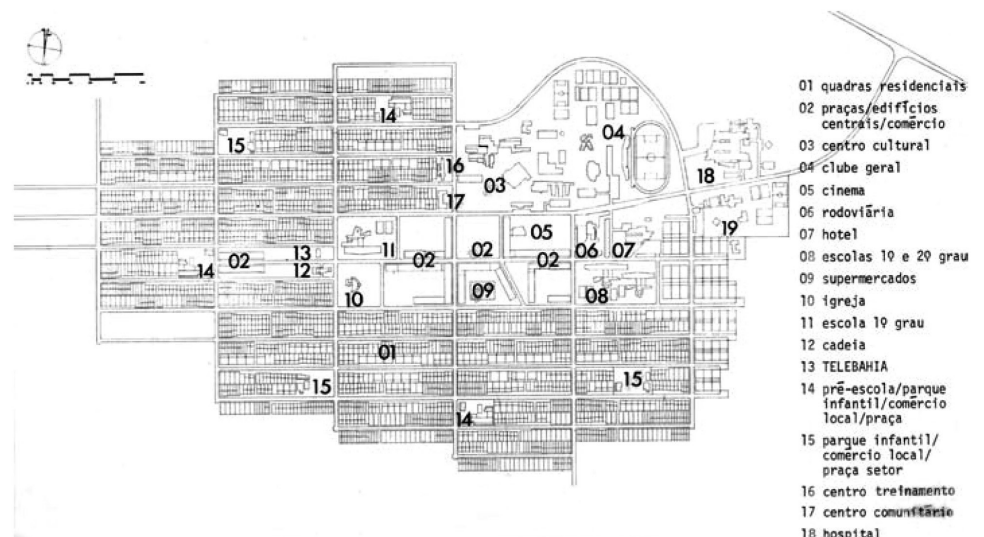 14
15
04
16
18
03
17
19
05
11
13
02
06
07
02
02
02
14
12
10
09
08
01
15
15
14
01 quadras residenciais
02 praças/edifícios
centrais/comércio
03 centro cultural
04 clube geral
05 cinema
06 rodoviária
07 hotel
08 escolas 1º e 2º grau
09 supermercados
10 igreja
11 escola 1º grau
12 cadeia
13 TELEBAHIA
14 pré-escola/parque
infantil/comércio
local/praça
15 parque infantil/
comércio local/
praça setor
16 centro treinamento
17 centro comunitário
18 hospital